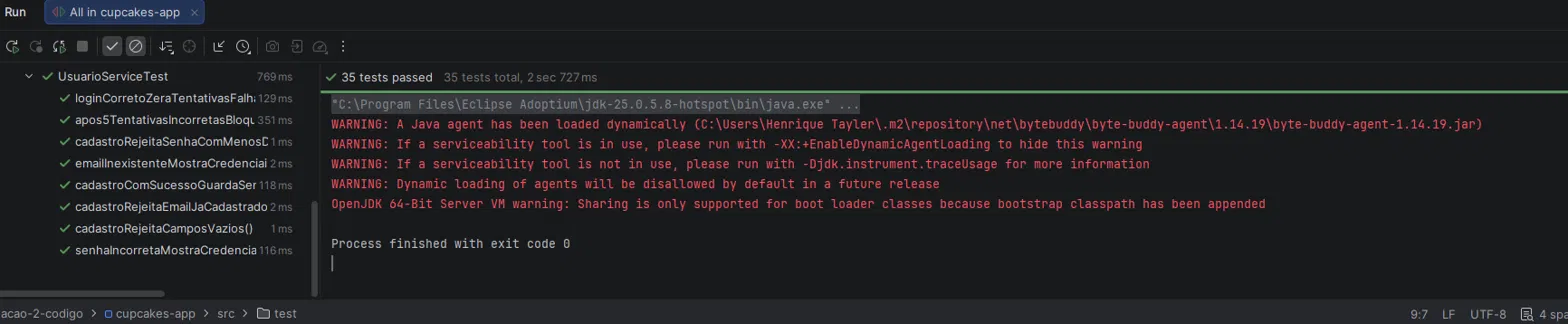 Run All in cupcakes-app
UsuarioServiceTest 769 ms
loginCorretoZeraTentativasFalha 129 ms
apos5TentativasIncorretasBloqu 351 ms
cadastroRejeitaSenhaComMenosD 1 ms
emailInexistenteMostraCredenciai 2 ms
cadastroComSucessoGuardaSer 118 ms
cadastroRejeitaEmailJaCadastrado 2 ms
cadastroRejeitaCamposVazios() 1 ms
senhaIncorretaMostraCredencia 116 ms
35 tests passed 35 tests total, 2 sec 727 ms
"C:\Program Files\Eclipse Adoptium\jdk-25.0.5.8-hotspot\bin\java.exe" ...
WARNING: A Java agent has been loaded dynamically (C:\Users\Henrique Tayler\.m2\repository\net\bytebuddy\byte-buddy-agent\1.14.19\byte-buddy-agent-1.14.19.jar)
WARNING: If a serviceability tool is in use, please run with -XX:+EnableDynamicAgentLoading to hide this warning
WARNING: If a serviceability tool is not in use, please run with -Djdk.instrument.traceUsage for more information
WARNING: Dynamic loading of agents will be disallowed by default in a future release
OpenJDK 64-Bit Server VM warning: Sharing is only supported for boot loader classes because bootstrap classpath has been appended
Process finished with exit code 0
acao-2-codigo > cupcakes-app > src > test
9:7 LF UTF-8 4 spa